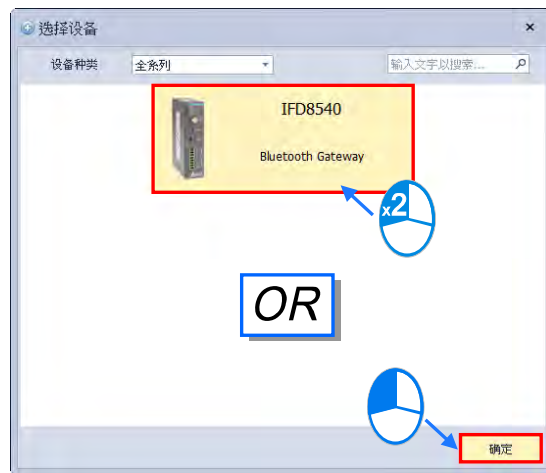 选择设备
设备种类 全系列 输入文字以搜索...
IFD8540
Bluetooth Gateway
x2
OR
确定